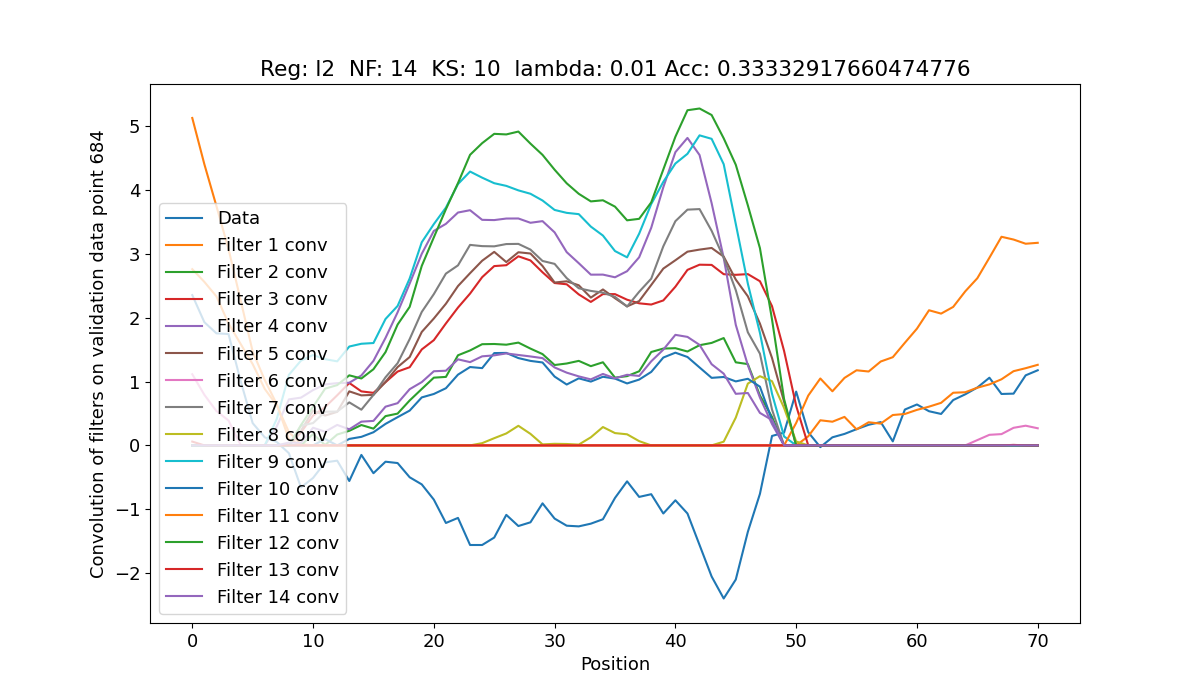 Reg: l2  NF: 14  KS: 10  lambda: 0.01 Acc: 0.33332917660474776
Convolution of filters on validation data point 684
5
4
3
2
1
0
−1
−2
Data
Filter 1 conv
Filter 2 conv
Filter 3 conv
Filter 4 conv
Filter 5 conv
Filter 6 conv
Filter 7 conv
Filter 8 conv
Filter 9 conv
Filter 10 conv
Filter 11 conv
Filter 12 conv
Filter 13 conv
Filter 14 conv
0 10 20 30 40 50 60 70
Position